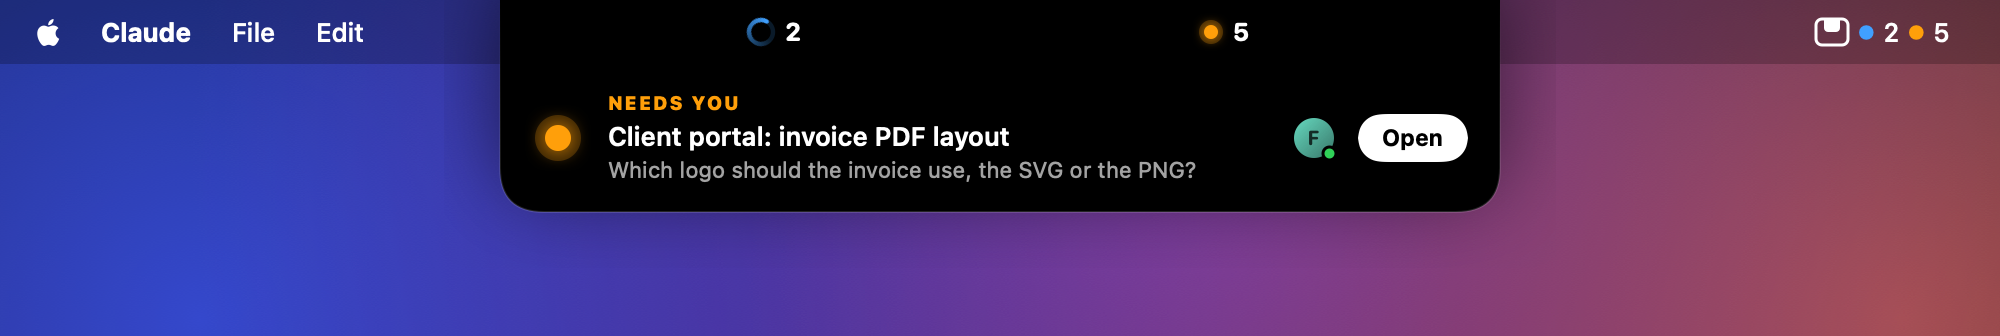 Claude File Edit
2
5
2 5
NEEDS YOU
Client portal: invoice PDF layout
Which logo should the invoice use, the SVG or the PNG?
F
Open